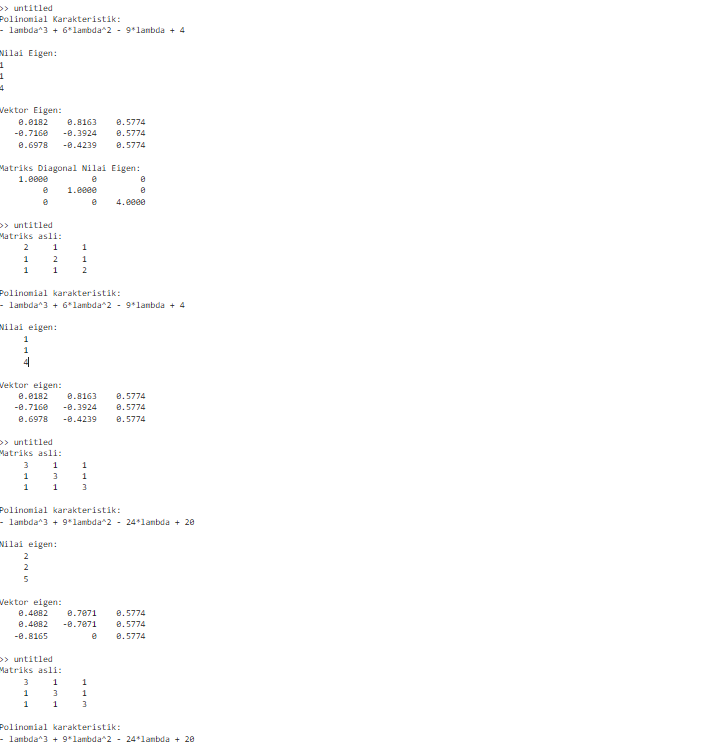 >> untitled
Polinomial Karakteristik:
- lambda^3 + 6*lambda^2 - 9*lambda + 4
Nilai Eigen:
1
1
4
Vektor Eigen:
0.0182 0.8163 0.5774
-0.7160 -0.3924 0.5774
0.6978 -0.4239 0.5774
Matriks Diagonal Nilai Eigen:
1.0000 0 0
0 1.0000 0
0 0 4.0000
>> untitled
Matriks asli:
2 1 1
1 2 1
1 1 2
Polinomial karakteristik:
- lambda^3 + 6*lambda^2 - 9*lambda + 4
Nilai eigen:
1
1
4
Vektor eigen:
0.0182 0.8163 0.5774
-0.7160 -0.3924 0.5774
0.6978 -0.4239 0.5774
>> untitled
Matriks asli:
3 1 1
1 3 1
1 1 3
Polinomial karakteristik:
- lambda^3 + 9*lambda^2 - 24*lambda + 20
Nilai eigen:
2
2
5
Vektor eigen:
0.4082 0.7071 0.5774
0.4082 -0.7071 0.5774
-0.8165 0 0.5774
>> untitled
Matriks asli:
3 1 1
1 3 1
1 1 3
Polinomial karakteristik:
- lambda^3 + 9*lambda^2 - 24*lambda + 20